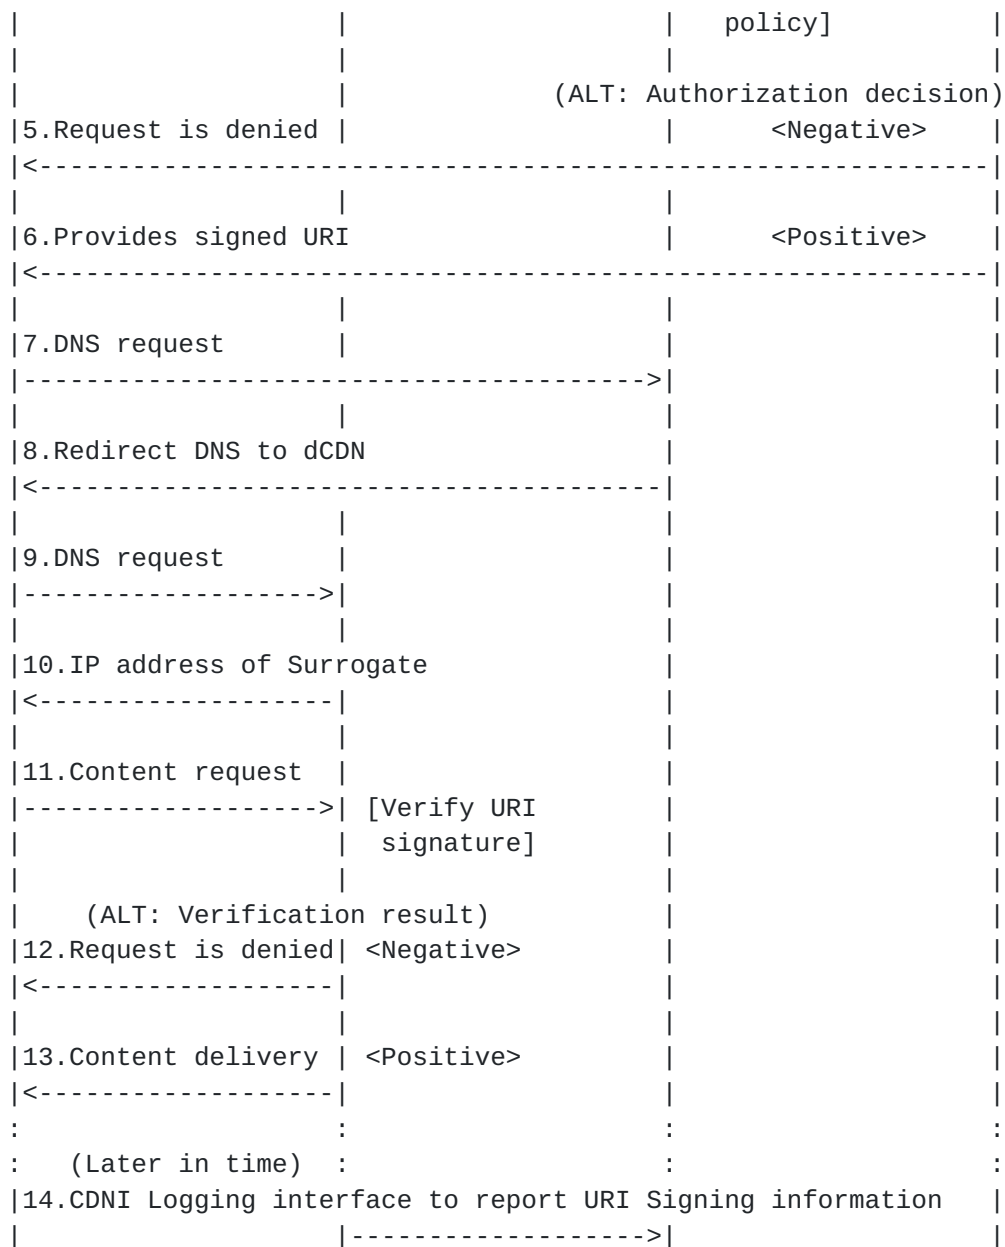 |                    |                    |   policy]          |
|                    |                    |                    |
|                    |             (ALT: Authorization decision)
|5.Request is denied |                    |      <Negative>    |
|<-------------------------------------------------------------|
|                    |                    |                    |
|6.Provides signed URI                    |      <Positive>    |
|<-------------------------------------------------------------|
|                    |                    |                    |
|7.DNS request       |                    |                    |
|---------------------------------------->|                    |
|                    |                    |                    |
|8.Redirect DNS to dCDN                   |                    |
|<----------------------------------------|                    |
|                    |                    |                    |
|9.DNS request       |                    |                    |
|------------------->|                    |                    |
|                    |                    |                    |
|10.IP address of Surrogate               |                    |
|<-------------------|                    |                    |
|                    |                    |                    |
|11.Content request  |                    |                    |
|------------------->| [Verify URI        |                    |
|                    |  signature]        |                    |
|                    |                    |                    |
|    (ALT: Verification result)           |                    |
|12.Request is denied| <Negative>         |                    |
|<-------------------|                    |                    |
|                    |                    |                    |
|13.Content delivery | <Positive>         |                    |
|<-------------------|                    |                    |
:                    :                    :                    :
:   (Later in time)  :                    :                    :
|14.CDNI Logging interface to report URI Signing information   |
|                    |------------------->|                    |